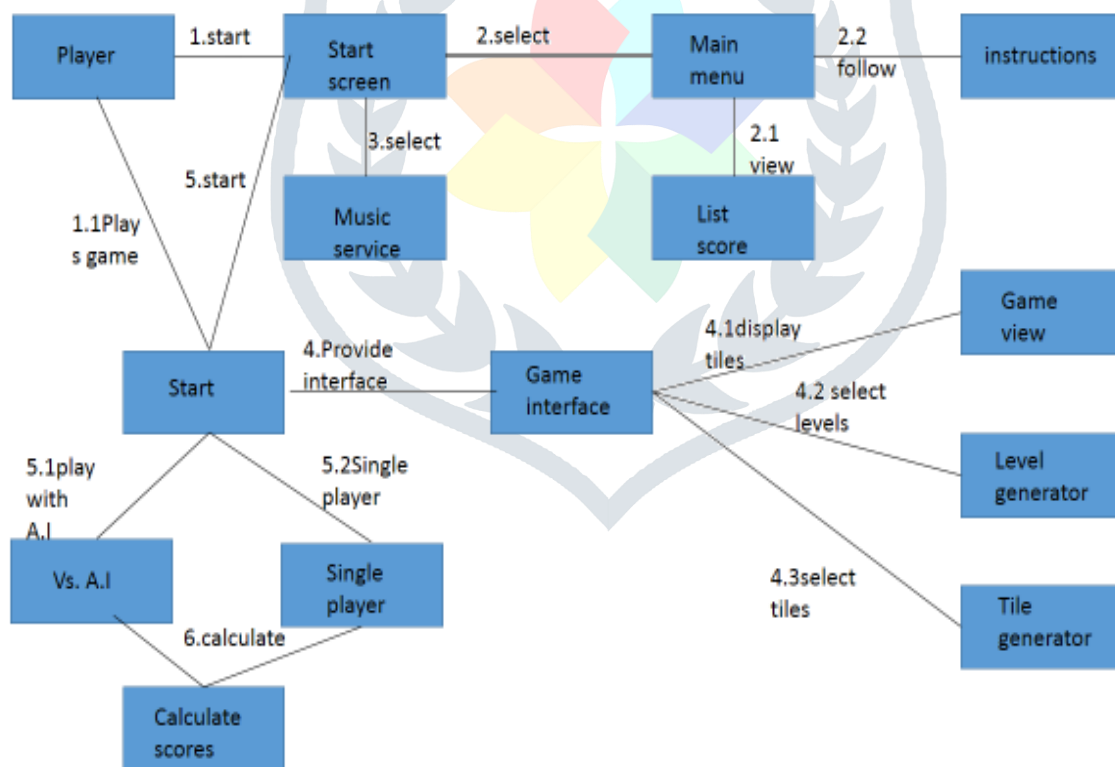 Player
1.start
Start
screen
2.select
Main
menu
2.2
follow
instructions
3.select
2.1
view
5.start
1.1Play
s game
Music
service
List
score
Game
view
4.1display
tiles
Start
4.Provide
interface
Game
interface
4.2 select
levels
Level
generator
5.1play
with
A.I
5.2Single
player
Vs. A.I
Single
player
4.3select
tiles
Tile
generator
6.calculate
Calculate
scores